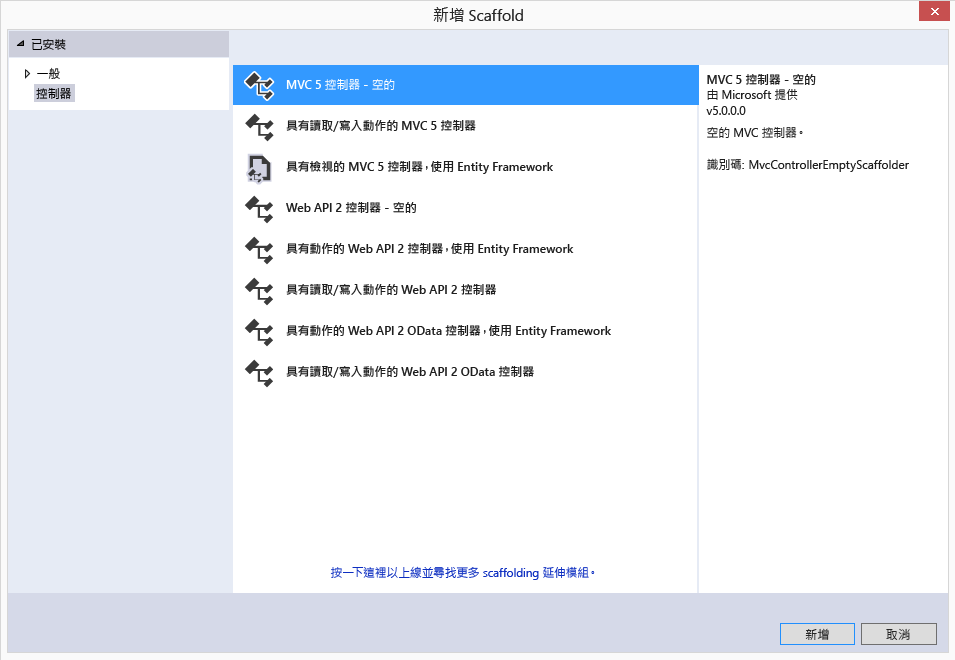 新增 Scaffold
已安裝
一般
控制器
MVC 5 控制器 - 空的
具有讀取/寫入動作的 MVC 5 控制器
具有檢視的 MVC 5 控制器，使用 Entity Framework
Web API 2 控制器 - 空的
具有動作的 Web API 2 控制器，使用 Entity Framework
具有讀取/寫入動作的 Web API 2 控制器
具有動作的 Web API 2 OData 控制器，使用 Entity Framework
具有讀取/寫入動作的 Web API 2 OData 控制器
按一下這裡以上線並尋找更多 scaffolding 延伸模組。
MVC 5 控制器 - 空的
由 Microsoft 提供
v5.0.0.0
空的 MVC 控制器。
識別碼: MvcControllerEmptyScaffolder
新增
取消